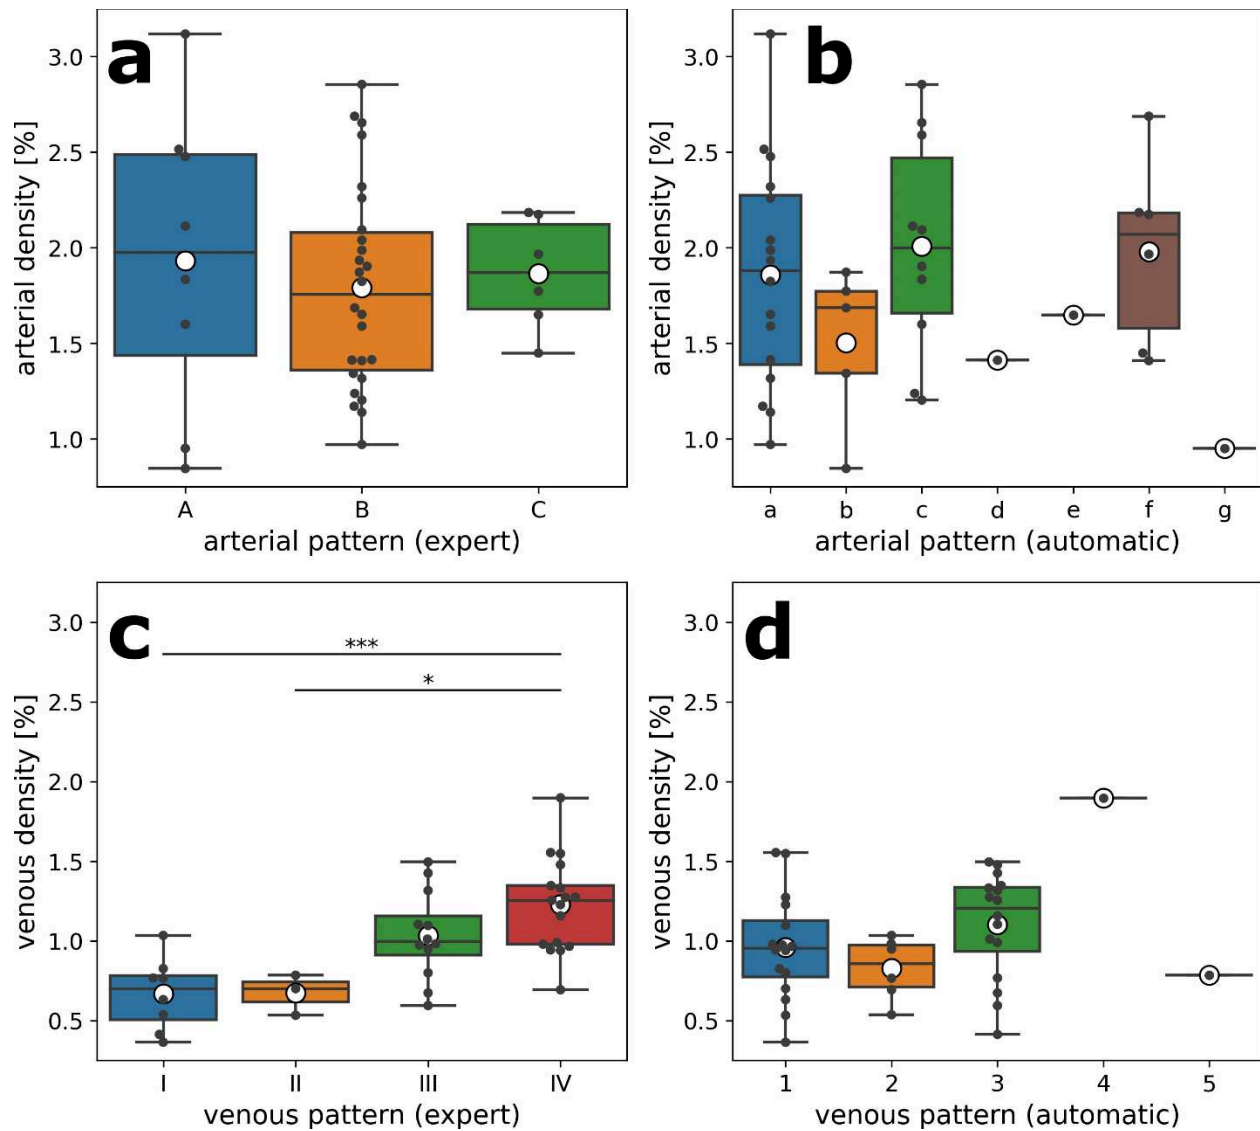 a
3.0
2.5
2.0
1.5
1.0
arterial density [%]
A B C
arterial pattern (expert)
b
3.0
2.5
2.0
1.5
1.0
arterial density [%]
a b c d e f g
arterial pattern (automatic)
c
3.0
2.5
2.0
1.5
1.0
0.5
venous density [%]
***
*
I II III IV
venous pattern (expert)
d
3.0
2.5
2.0
1.5
1.0
0.5
venous density [%]
1 2 3 4 5
venous pattern (automatic)